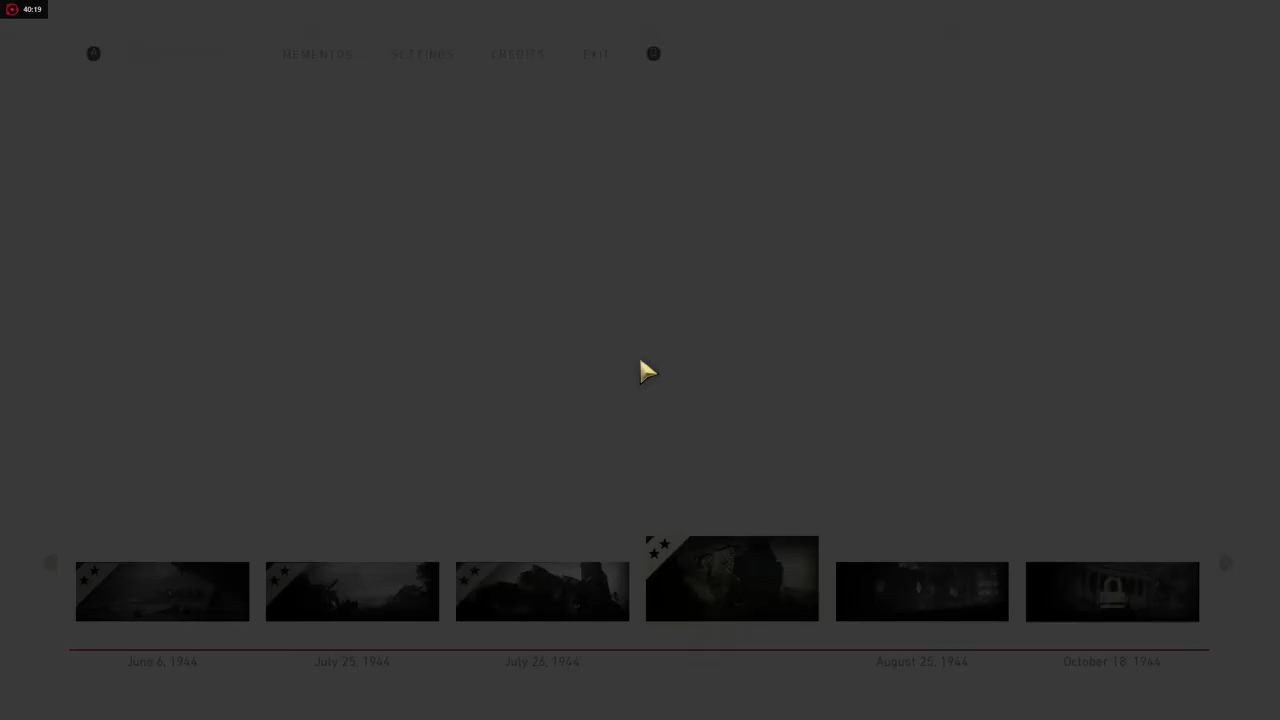 40:19
A MEMENTOS SETTINGS CREDITS EXIT D
June 6, 1944 July 25, 1944 July 26, 1944 August 25, 1944 October 18, 1944